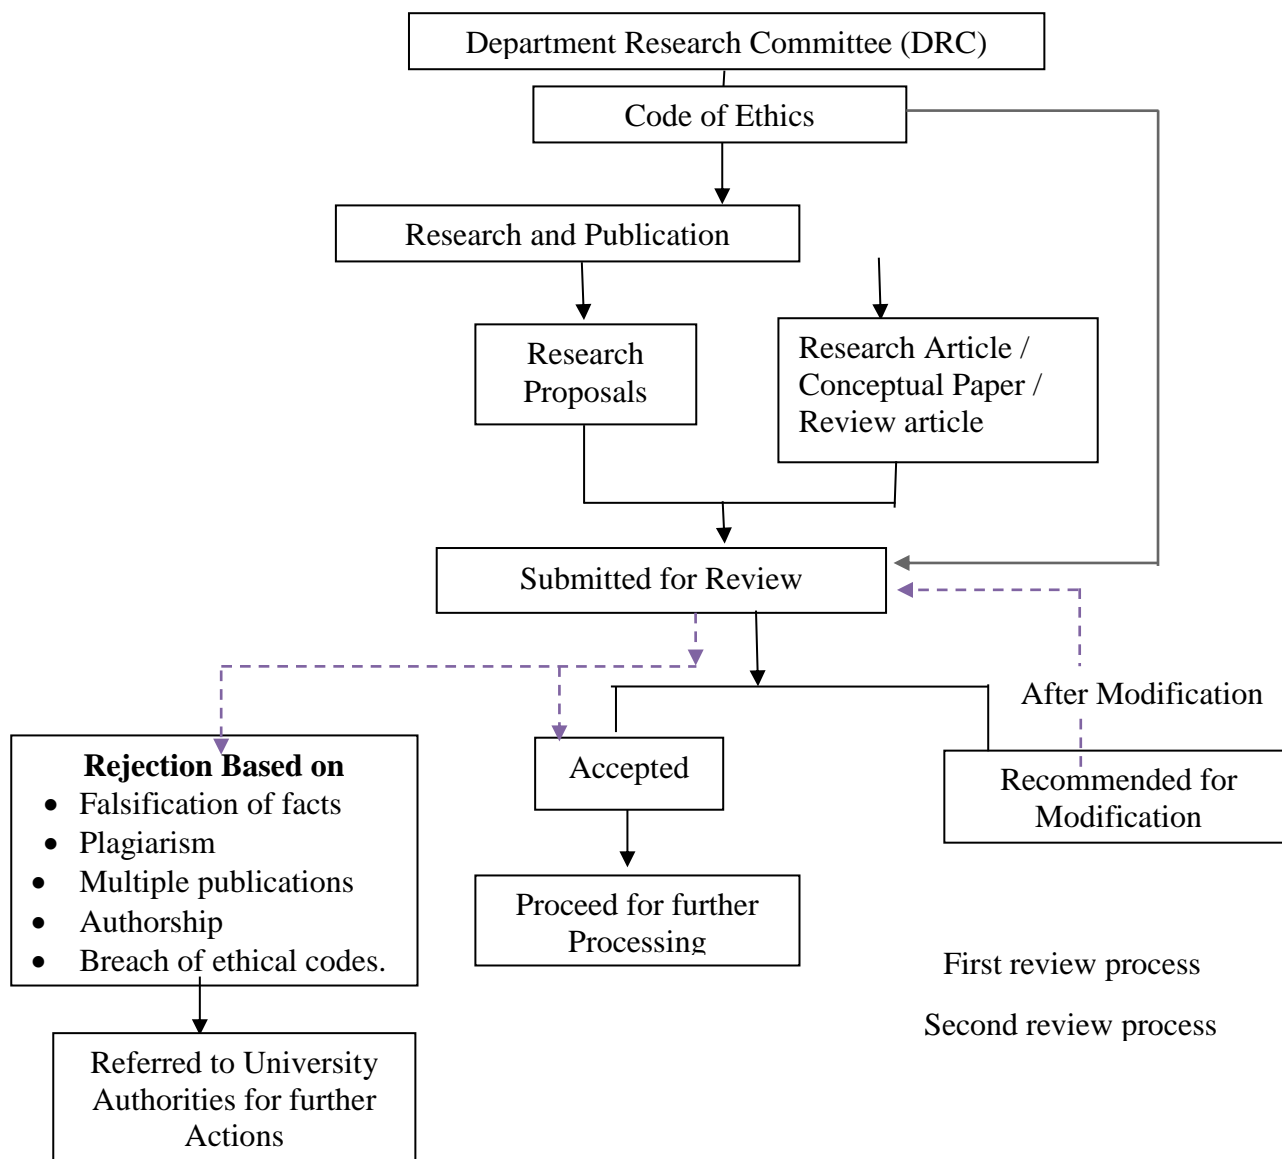 Department Research Committee (DRC)
Code of Ethics
Research and Publication
Research
Proposals
Research Article /
Conceptual Paper /
Review article
Submitted for Review
After Modification
Rejection Based on
• Falsification of facts
• Plagiarism
• Multiple publications
• Authorship
• Breach of ethical codes.
Accepted
Recommended for
Modification
Proceed for further
Processing
First review process
Second review process
Referred to University
Authorities for further
Actions